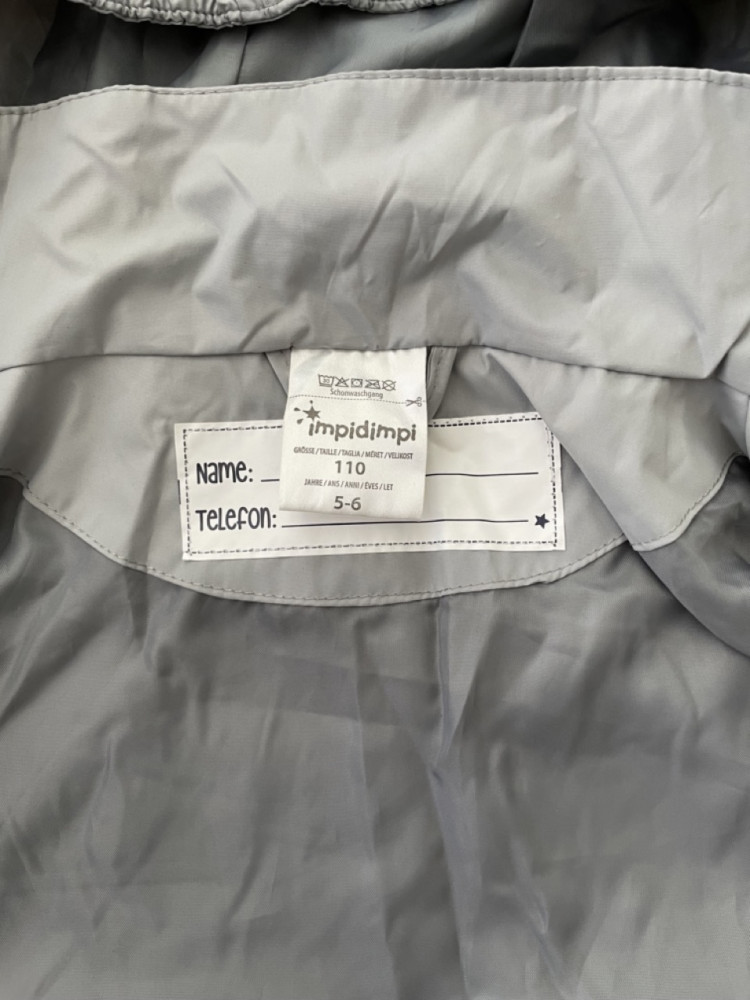 Schonwaschgang
impidimpi
GRÖSSE / TAILLE / TAGLIA / MÉRET / VELIKOST
110
JAHRE / ANS / ANNI / ÉVES / LET
5-6
Name:
Telefon: